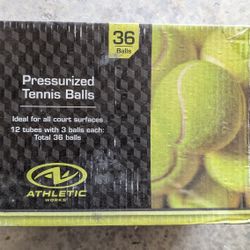 36
Balls
Pressurized
Tennis Balls
Ideal for all court surfaces
12 tubes with 3 balls each:
Total 36 balls
ATHLETIC
WORKS